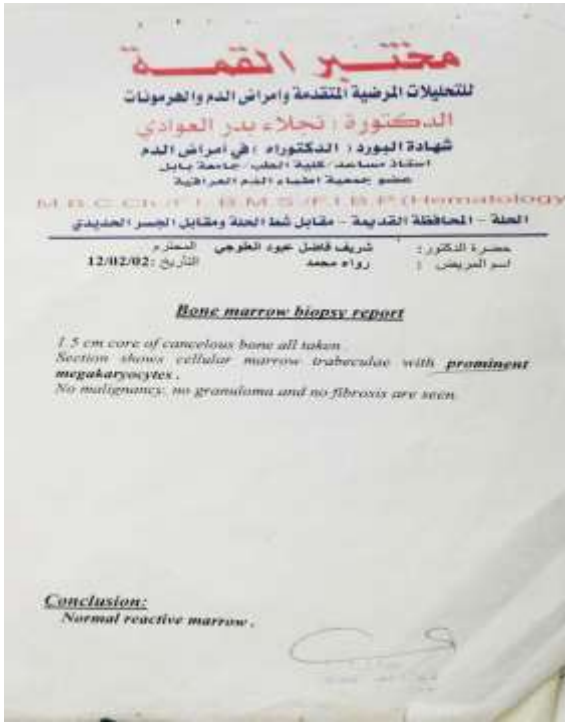 مختبر القمة
للتحليلات المرضية المتقدمة وامراض الدم والهرمونات
الدكتورة : نجلاء بدر العوادي
شهادة البورد ( الدكتوراه ) في امراض الدم
استاذ مساعد / كلية الطب / جامعة بابل
عضو جمعية اطباء الدم العراقية
M.B.C.Ch./F.I.B.M.S./F.I.B.P.(Hematology
الحلة - المحافظة القديمة - مقابل شط الحلة ومقابل الجسر الحديدي
حضرة الدكتور : شريف فاضل عبود الطوجي المحترم
اسم المريض : رواء محمد التأريخ :12/02/02
Bone marrow biopsy report
1.5 cm core of cancelous bone all taken.
Section shows cellular marrow trabeculae with prominent
megakaryocytes.
No malignancy, no granuloma and no fibrosis are seen.
Conclusion:
Normal reactive marrow.